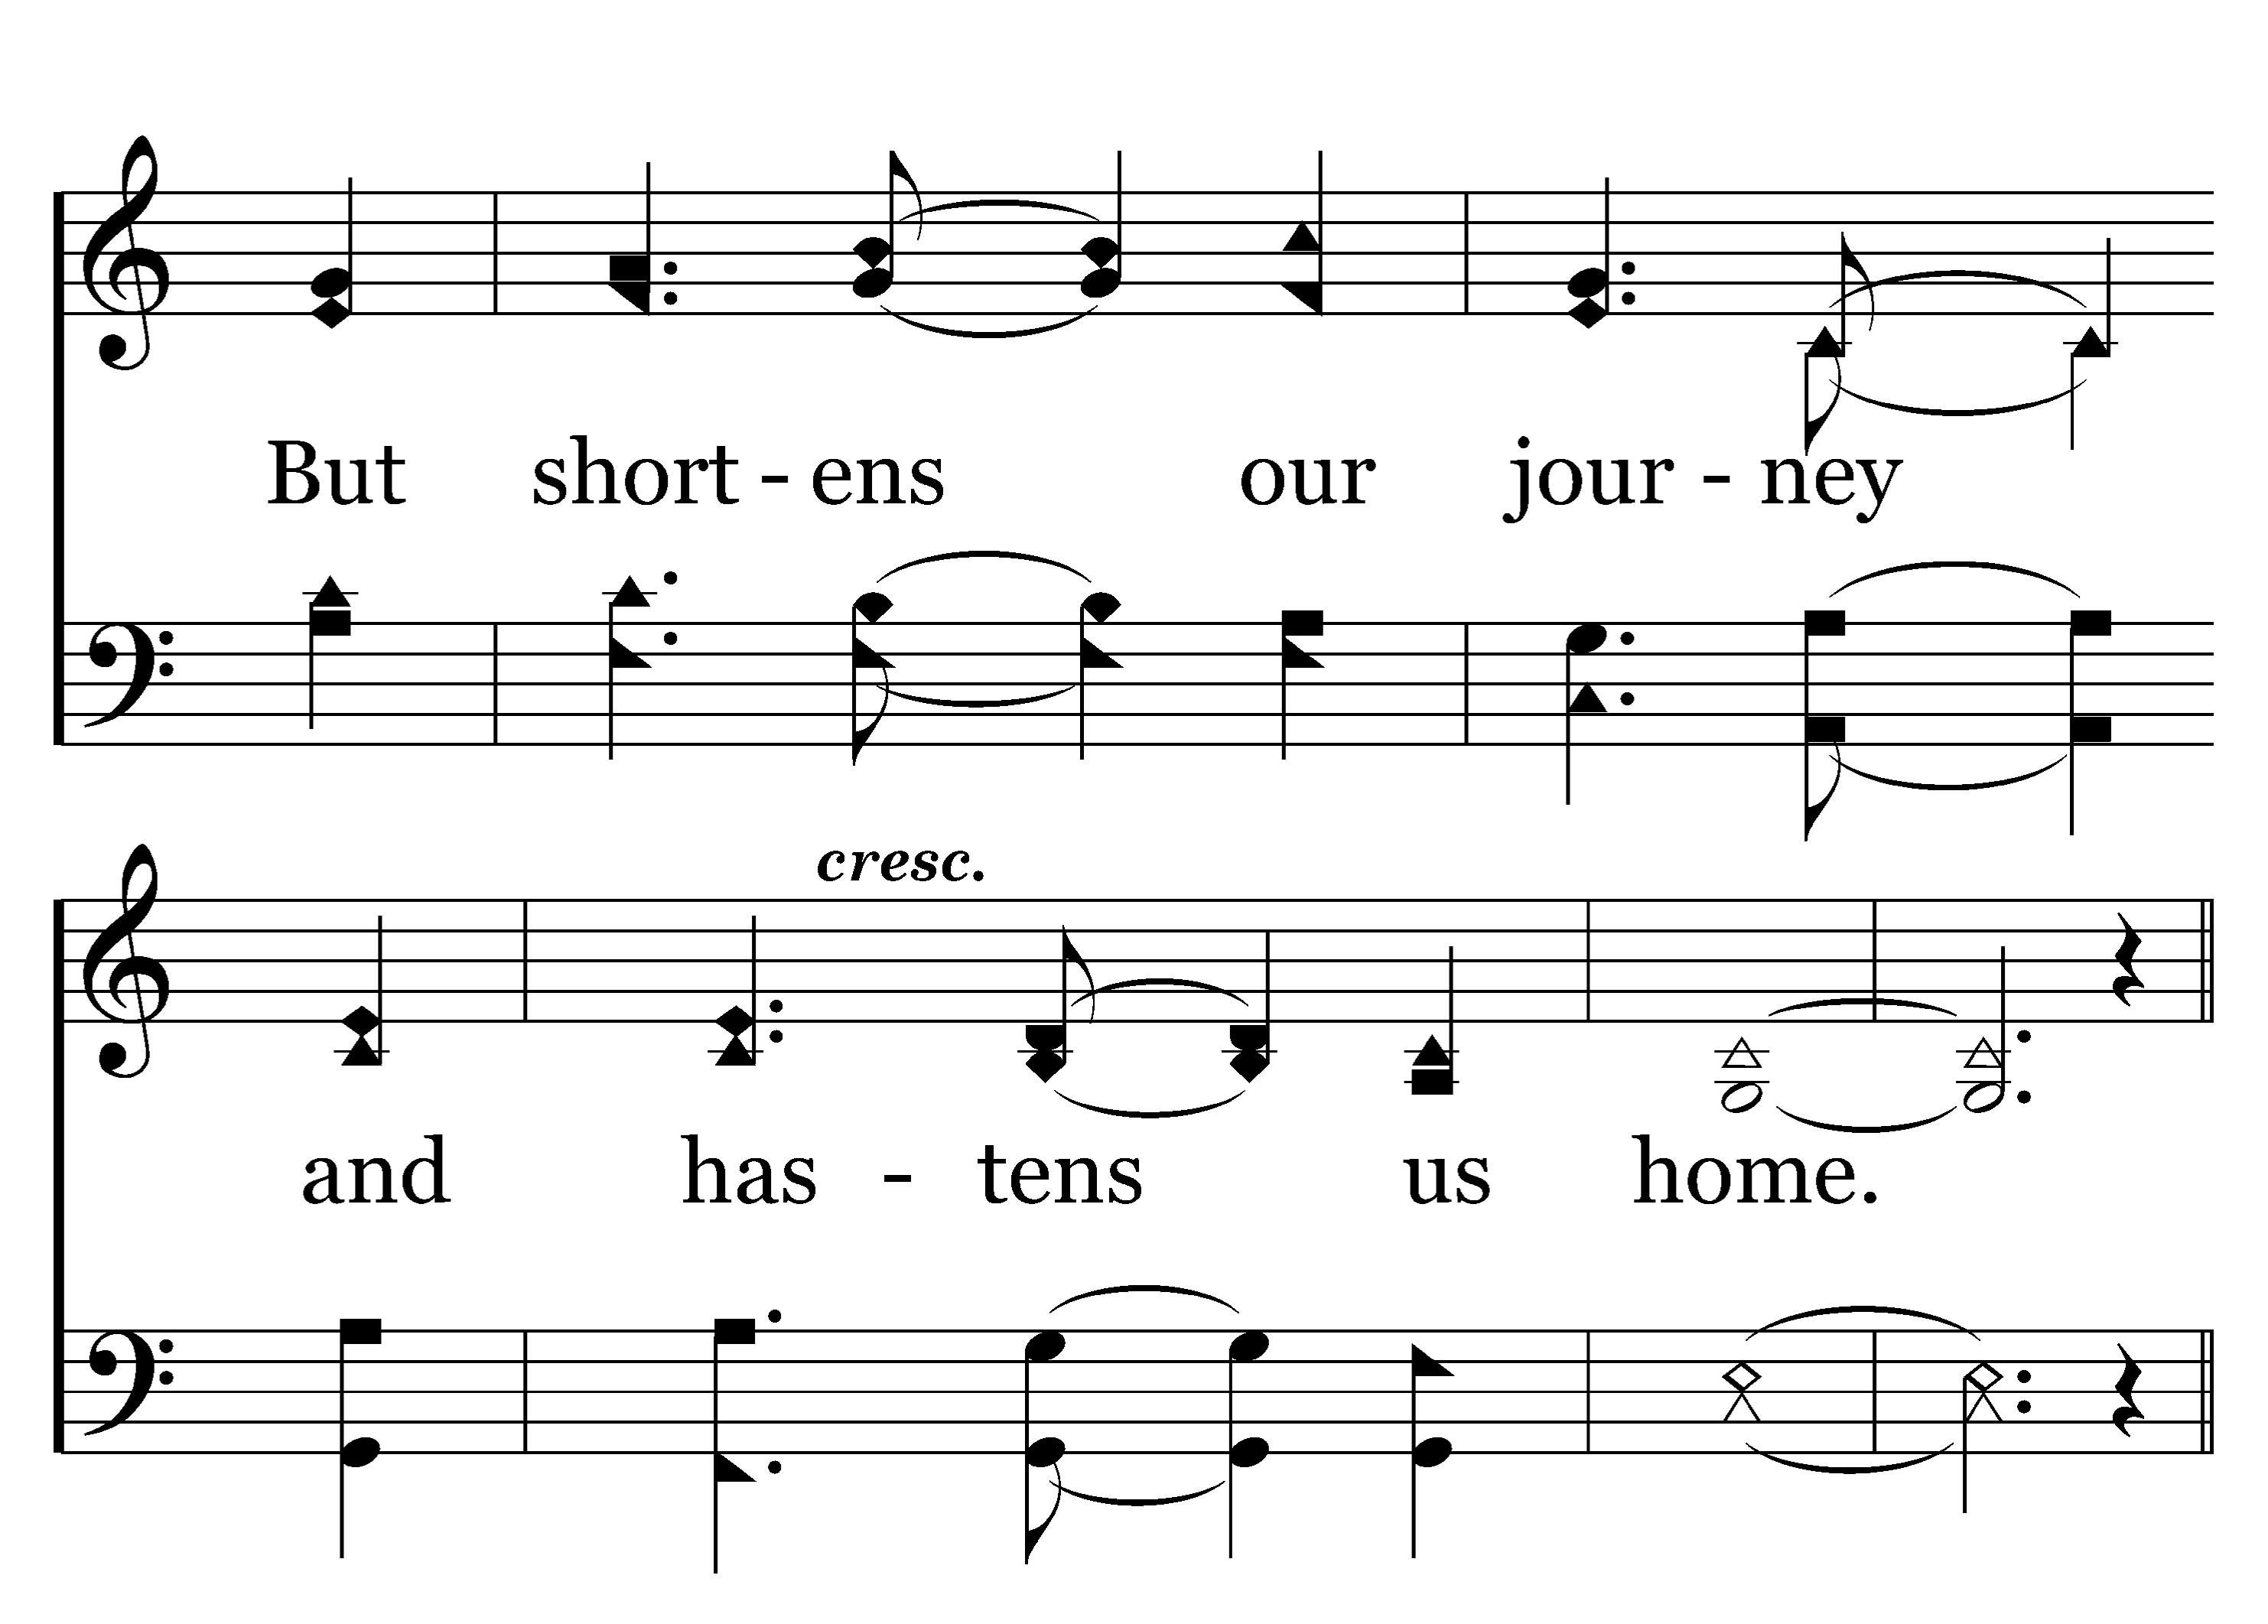 But short - ens our jour - ney
cresc.
and has - tens us home.